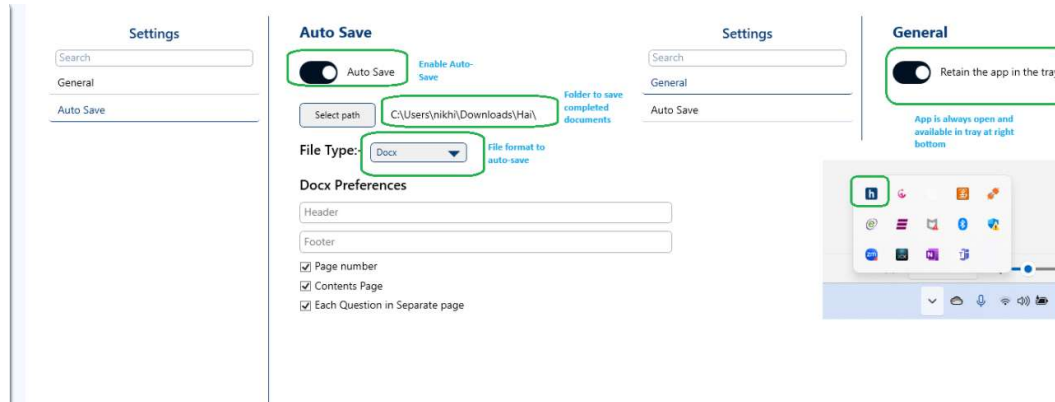 Settings
Search
General
Auto Save
Auto Save
Auto Save
Enable Auto-
Save
Select path
C:\Users\nikhi\Downloads\Hai\
Folder to save
completed
documents
File Type:-
Docx
File format to
auto-save
Docx Preferences
Header
Footer
Page number
Contents Page
Each Question in Separate page
Settings
Search
General
Auto Save
General
Retain the app in the tray
App is always open and
available in tray at right
bottom
h
zm
N